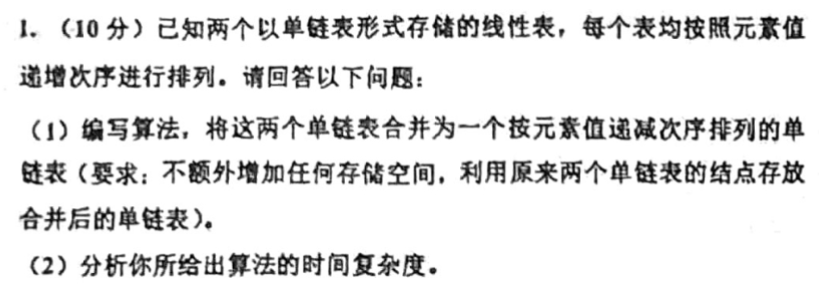 1. （10 分）已知两个以单链表形式存储的线性表，每个表均按照元素值
递增次序进行排列。请回答以下问题：
（1）编写算法，将这两个单链表合并为一个按元素值递减次序排列的单
链表（要求：不额外增加任何存储空间，利用原来两个单链表的结点存放
合并后的单链表）。
（2）分析你所给出算法的时间复杂度。